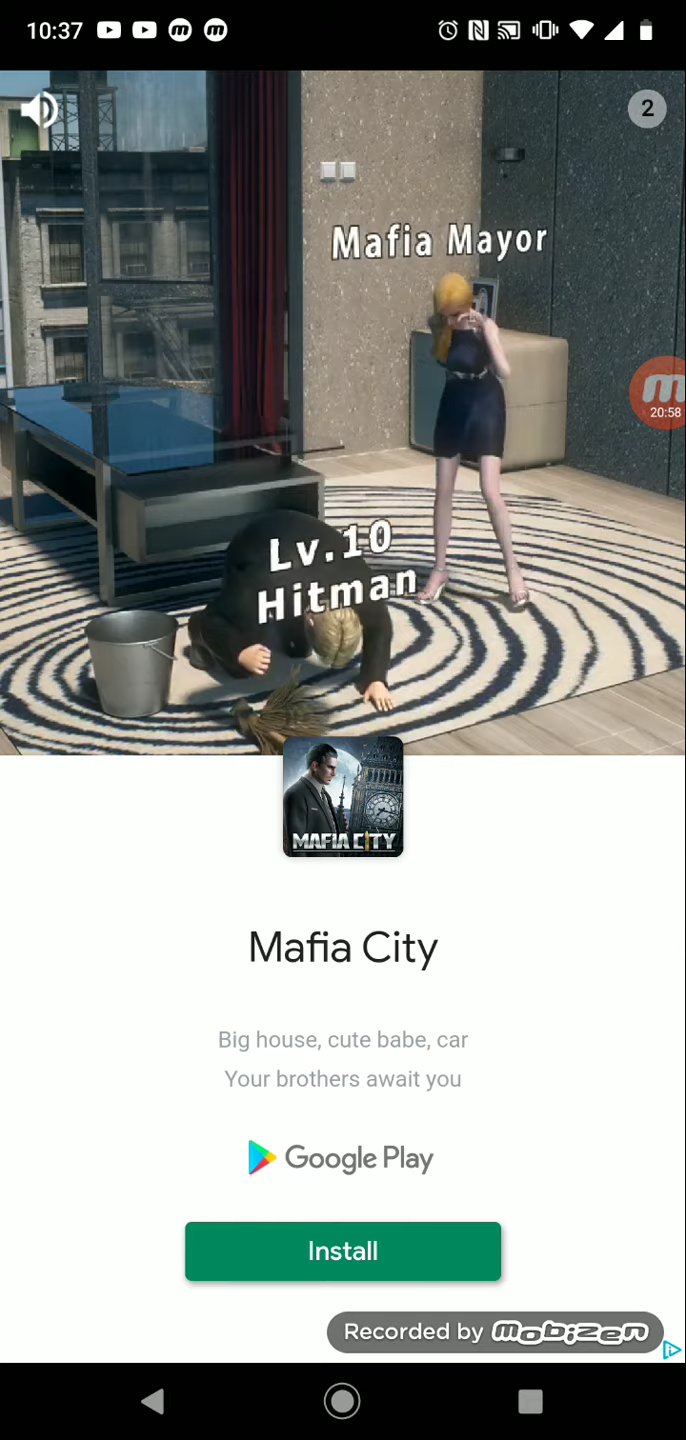 10:37
2
Mafia Mayor
20:58
Lv.10
Hitman
MAFIA CITY
Mafia City
Big house, cute babe, car
Your brothers await you
Google Play
Install
Recorded by mobizen